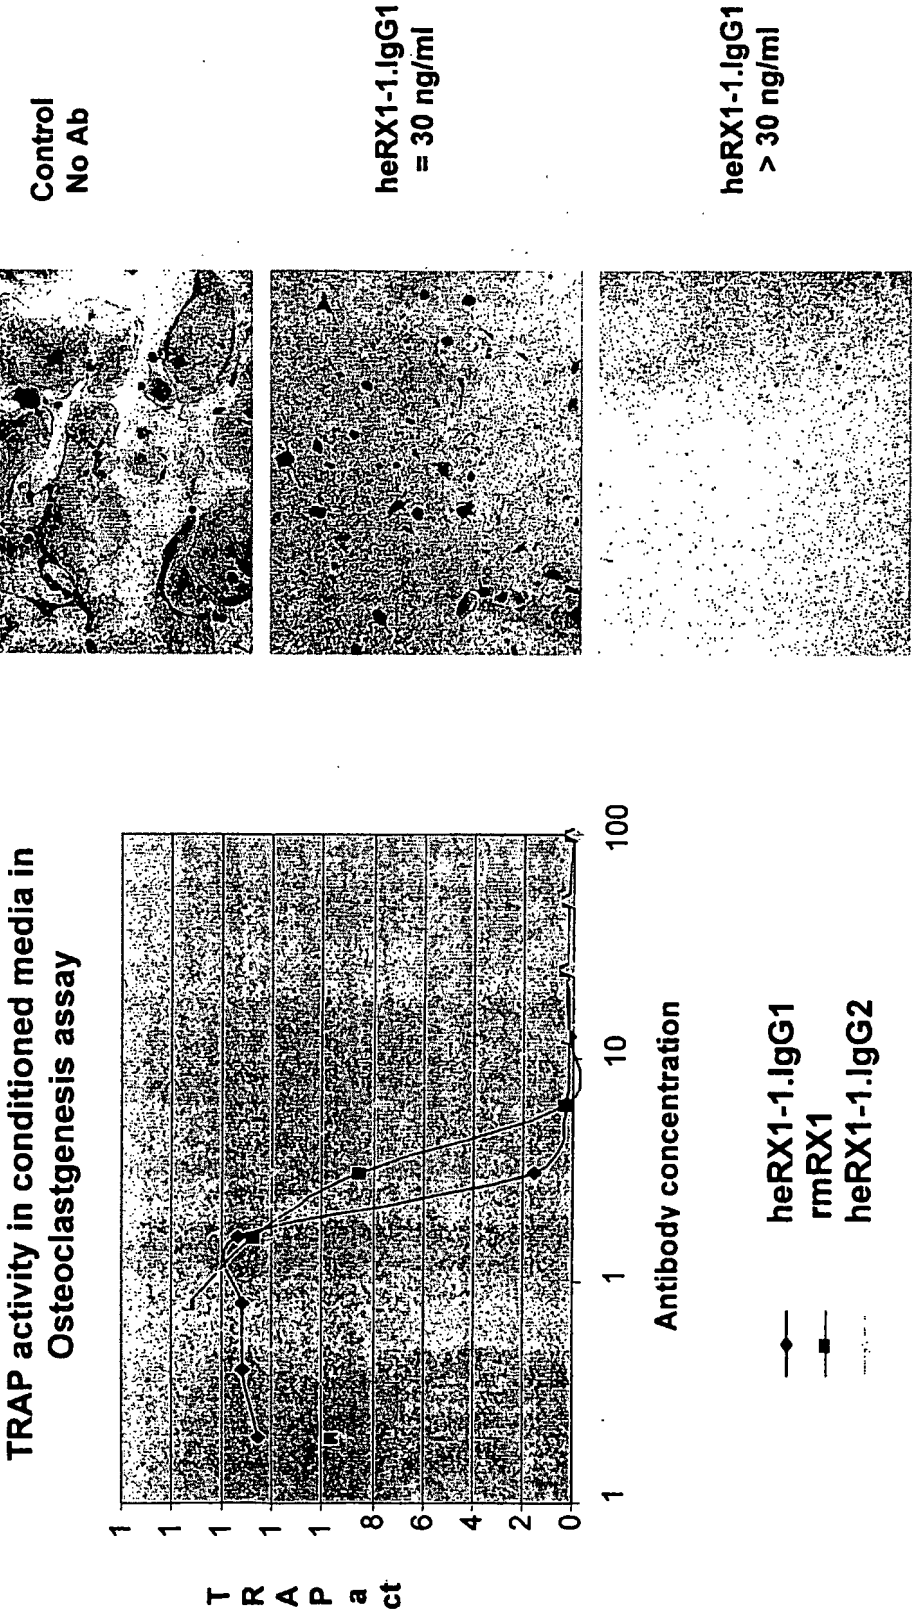 TRAP activity in conditioned media in
Osteoclastgenesis assay
T
R
A
P
a
ct
1
1
1
1
1
8
6
4
2
0
1
1
10
100
Antibody concentration
heRX1-1.IgG1
rmRX1
heRX1-1.IgG2
Control
No Ab
heRX1-1.IgG1
= 30 ng/ml
heRX1-1.IgG1
> 30 ng/ml